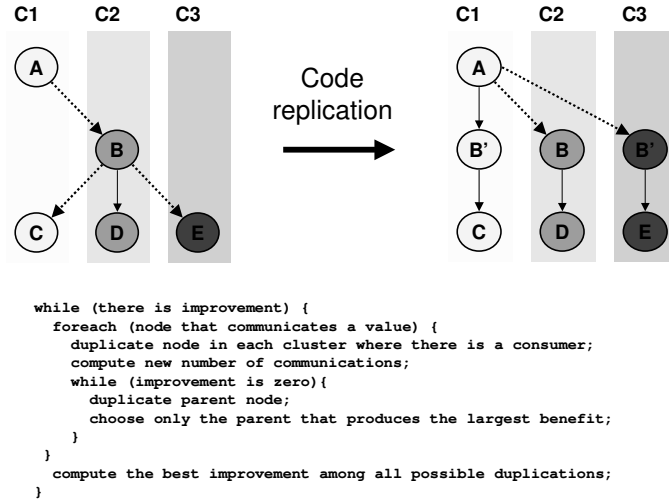 C1 C2 C3 C1 C2 C3
A A
Code
replication
B B' B B'
C D E C D E
while (there is improvement) {
foreach (node that communicates a value) {
duplicate node in each cluster where there is a consumer;
compute new number of communications;
while (improvement is zero){
duplicate parent node;
choose only the parent that produces the largest benefit;
}
}
compute the best improvement among all possible duplications;
}